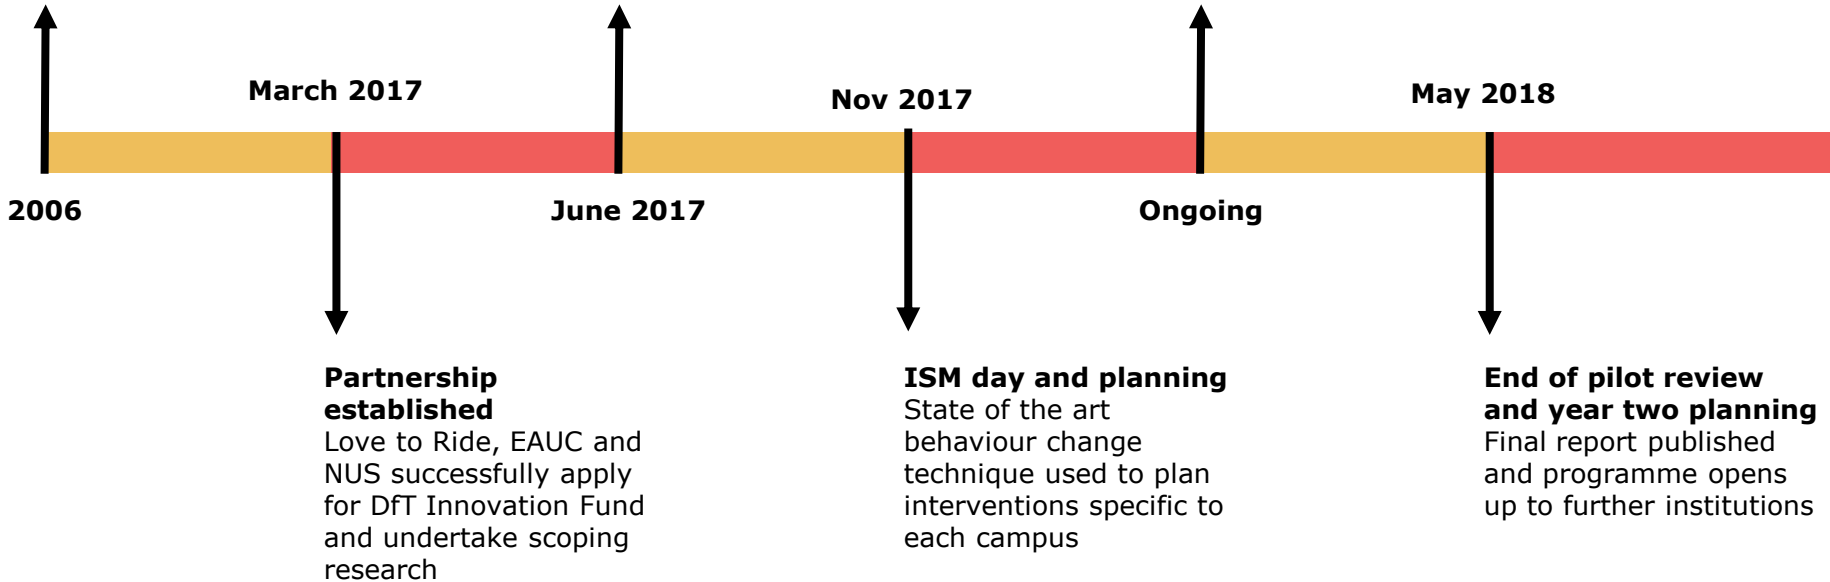 March 2017
Nov 2017
May 2018
2006
June 2017
Ongoing
Partnership
established
Love to Ride, EAUC and
NUS successfully apply
for DfT Innovation Fund
and undertake scoping
research
ISM day and planning
State of the art
behaviour change
technique used to plan
interventions specific to
each campus
End of pilot review
and year two planning
Final report published
and programme opens
up to further institutions